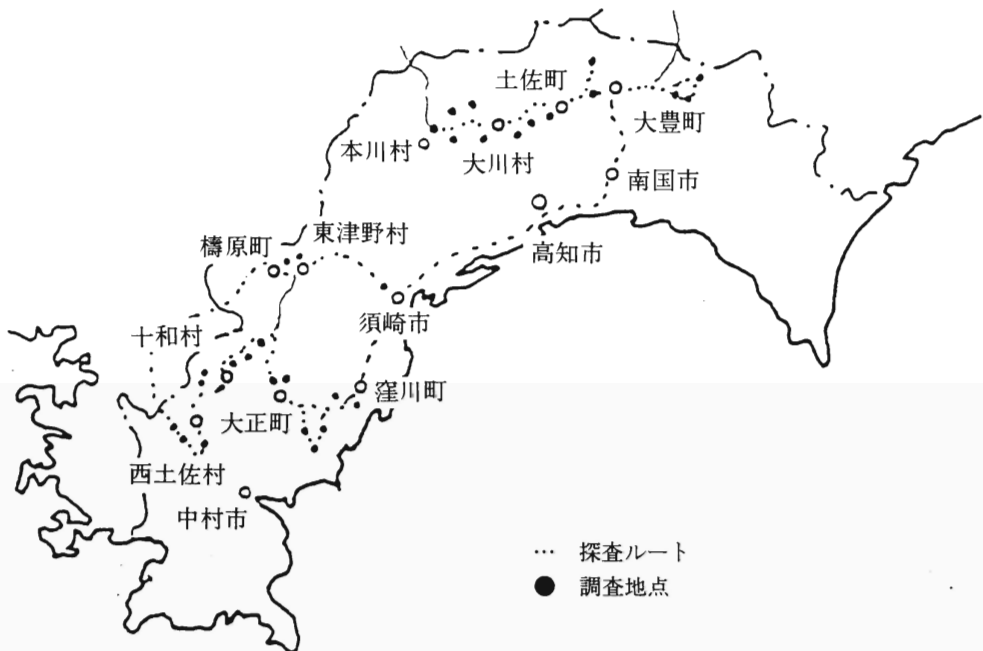 土佐町
大豊町
本川村
大川村
南国市
東津野村
檮原町
高知市
須崎市
十和村
窪川町
大正町
西土佐村
中村市
… 探査ルート
● 調査地点